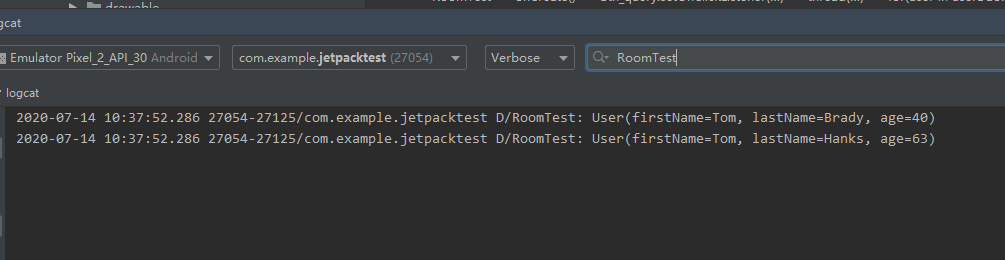 drawable
gcat
Emulator Pixel_2_API_30 Android
com.example.jetpacktest (27054)
Verbose
RoomTest
logcat
2020-07-14 10:37:52.286 27054-27125/com.example.jetpacktest D/RoomTest: User(firstName=Tom, lastName=Brady, age=40)
2020-07-14 10:37:52.286 27054-27125/com.example.jetpacktest D/RoomTest: User(firstName=Tom, lastName=Hanks, age=63)